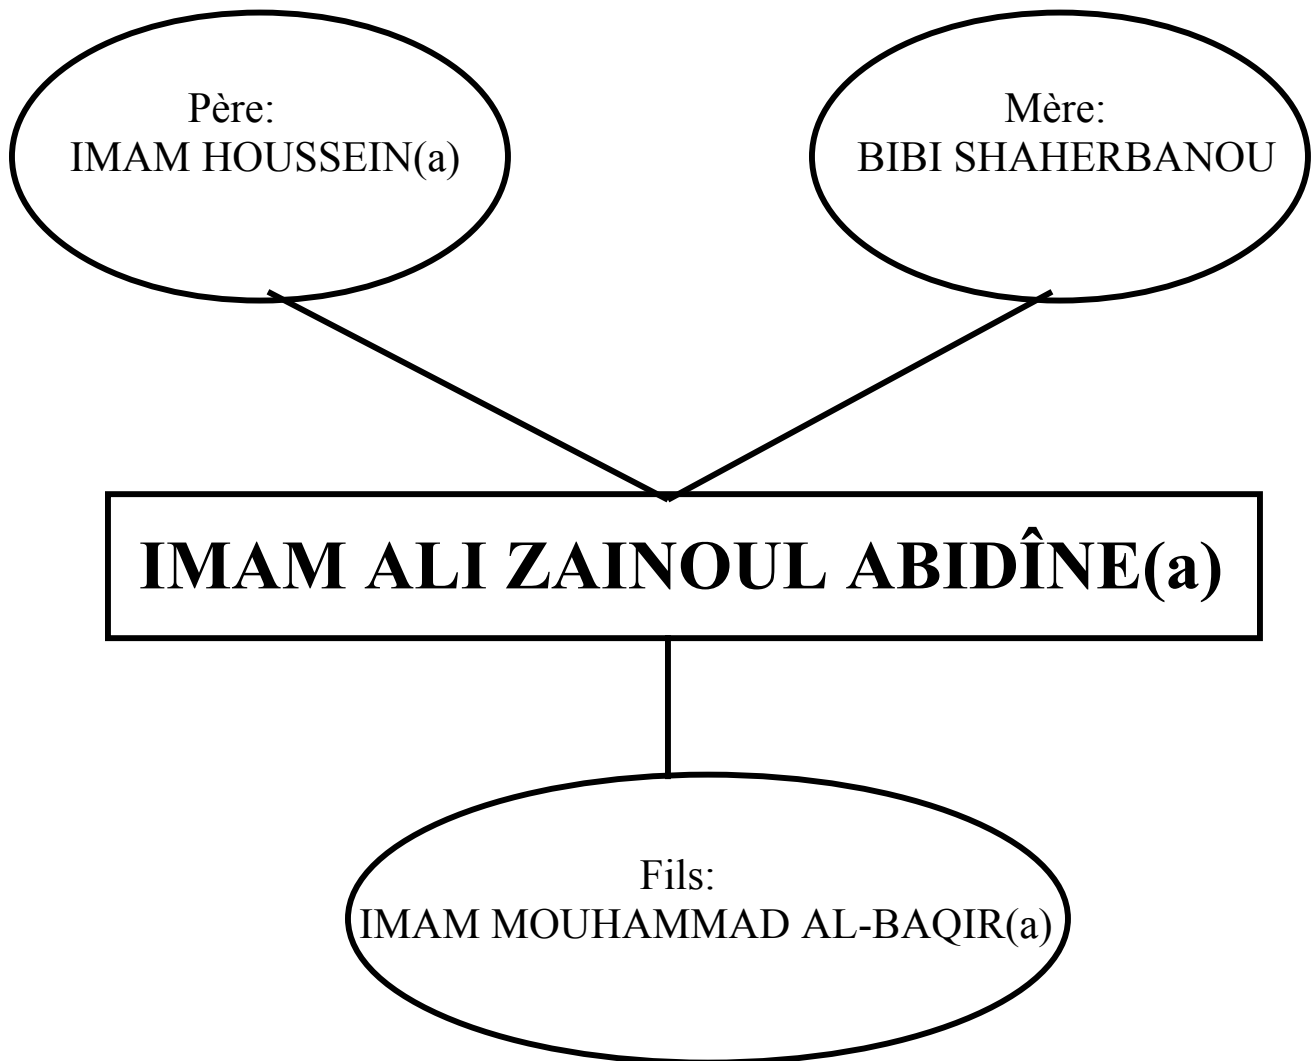 Père:
IMAM HOUSSEIN(a)
Mère:
BIBI SHAHERBANOU
IMAM ALI ZAINOUL ABIDÎNE(a)
Fils:
IMAM MOUHAMMAD AL-BAQIR(a)